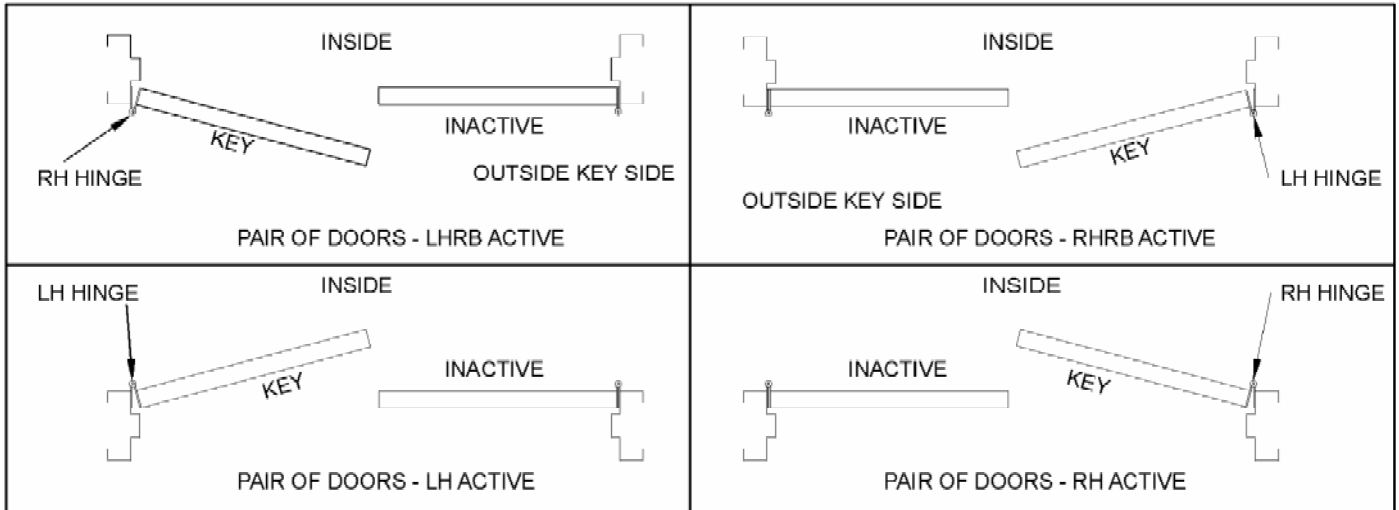 INSIDE
KEY
INACTIVE
RH HINGE
OUTSIDE KEY SIDE
PAIR OF DOORS - LHRB ACTIVE
INSIDE
INACTIVE
KEY
LH HINGE
OUTSIDE KEY SIDE
PAIR OF DOORS - RHRB ACTIVE
LH HINGE
INSIDE
INACTIVE
KEY
PAIR OF DOORS - LH ACTIVE
INSIDE
RH HINGE
INACTIVE
KEY
PAIR OF DOORS - RH ACTIVE